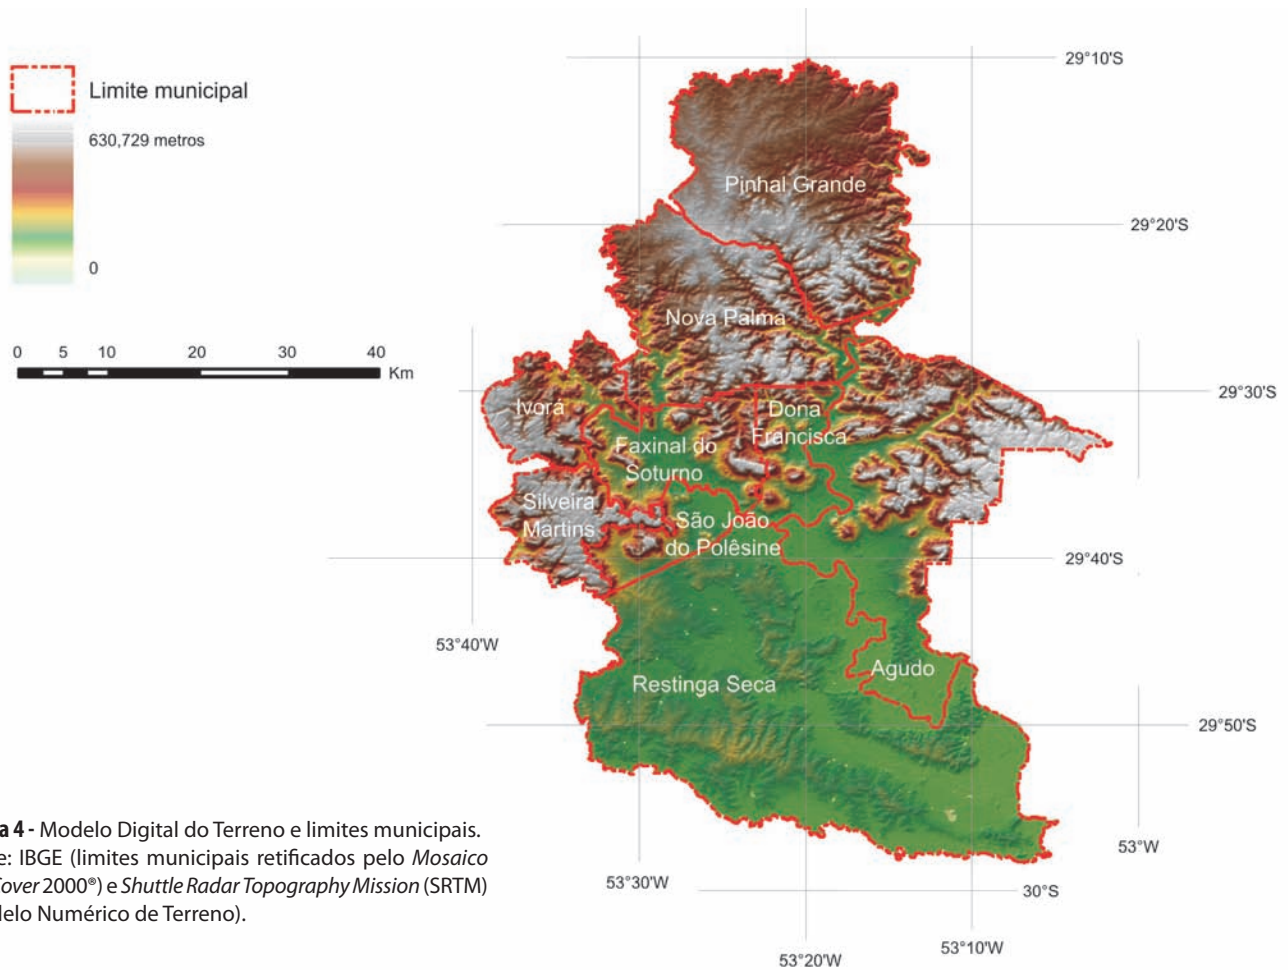 Limite municipal
630,729 metros
0
0 5 10 20 30 40
Km
29°10'S
29°20'S
29°30'S
29°40'S
29°50'S
30°S
53°40'W
53°30'W
53°20'W
53°10'W
53°W
Pinhal Grande
Nova Palma
Ivorá
Dona
Francisca
Faxinal do
Soturno
Silveira
Martins
São João
do Polêsine
Restinga Seca
Agudo
a 4 - Modelo Digital do Terreno e limites municipais.
e: IBGE (limites municipais retificados pelo Mosaico
Cover 2000®) e Shuttle Radar Topography Mission (SRTM)
delo Numérico de Terreno).